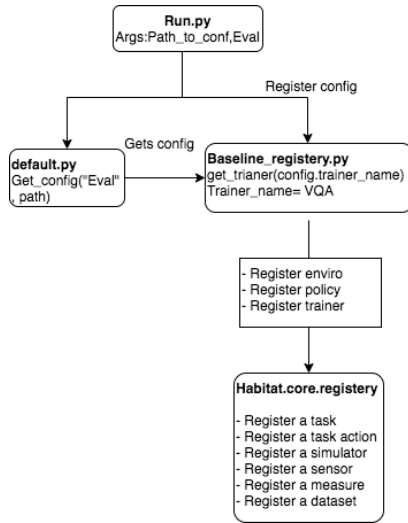 Run.py
Args:Path_to_conf,Eval
Register config
Gets config
default.py
Get_config("Eval"
, path)
Baseline_registery.py
get_trianer(config.trainer_name)
Trainer_name= VQA
- Register enviro
- Register policy
- Register trainer
Habitat.core.registery
- Register a task
- Register a task action
- Register a simulator
- Register a sensor
- Register a measure
- Register a dataset